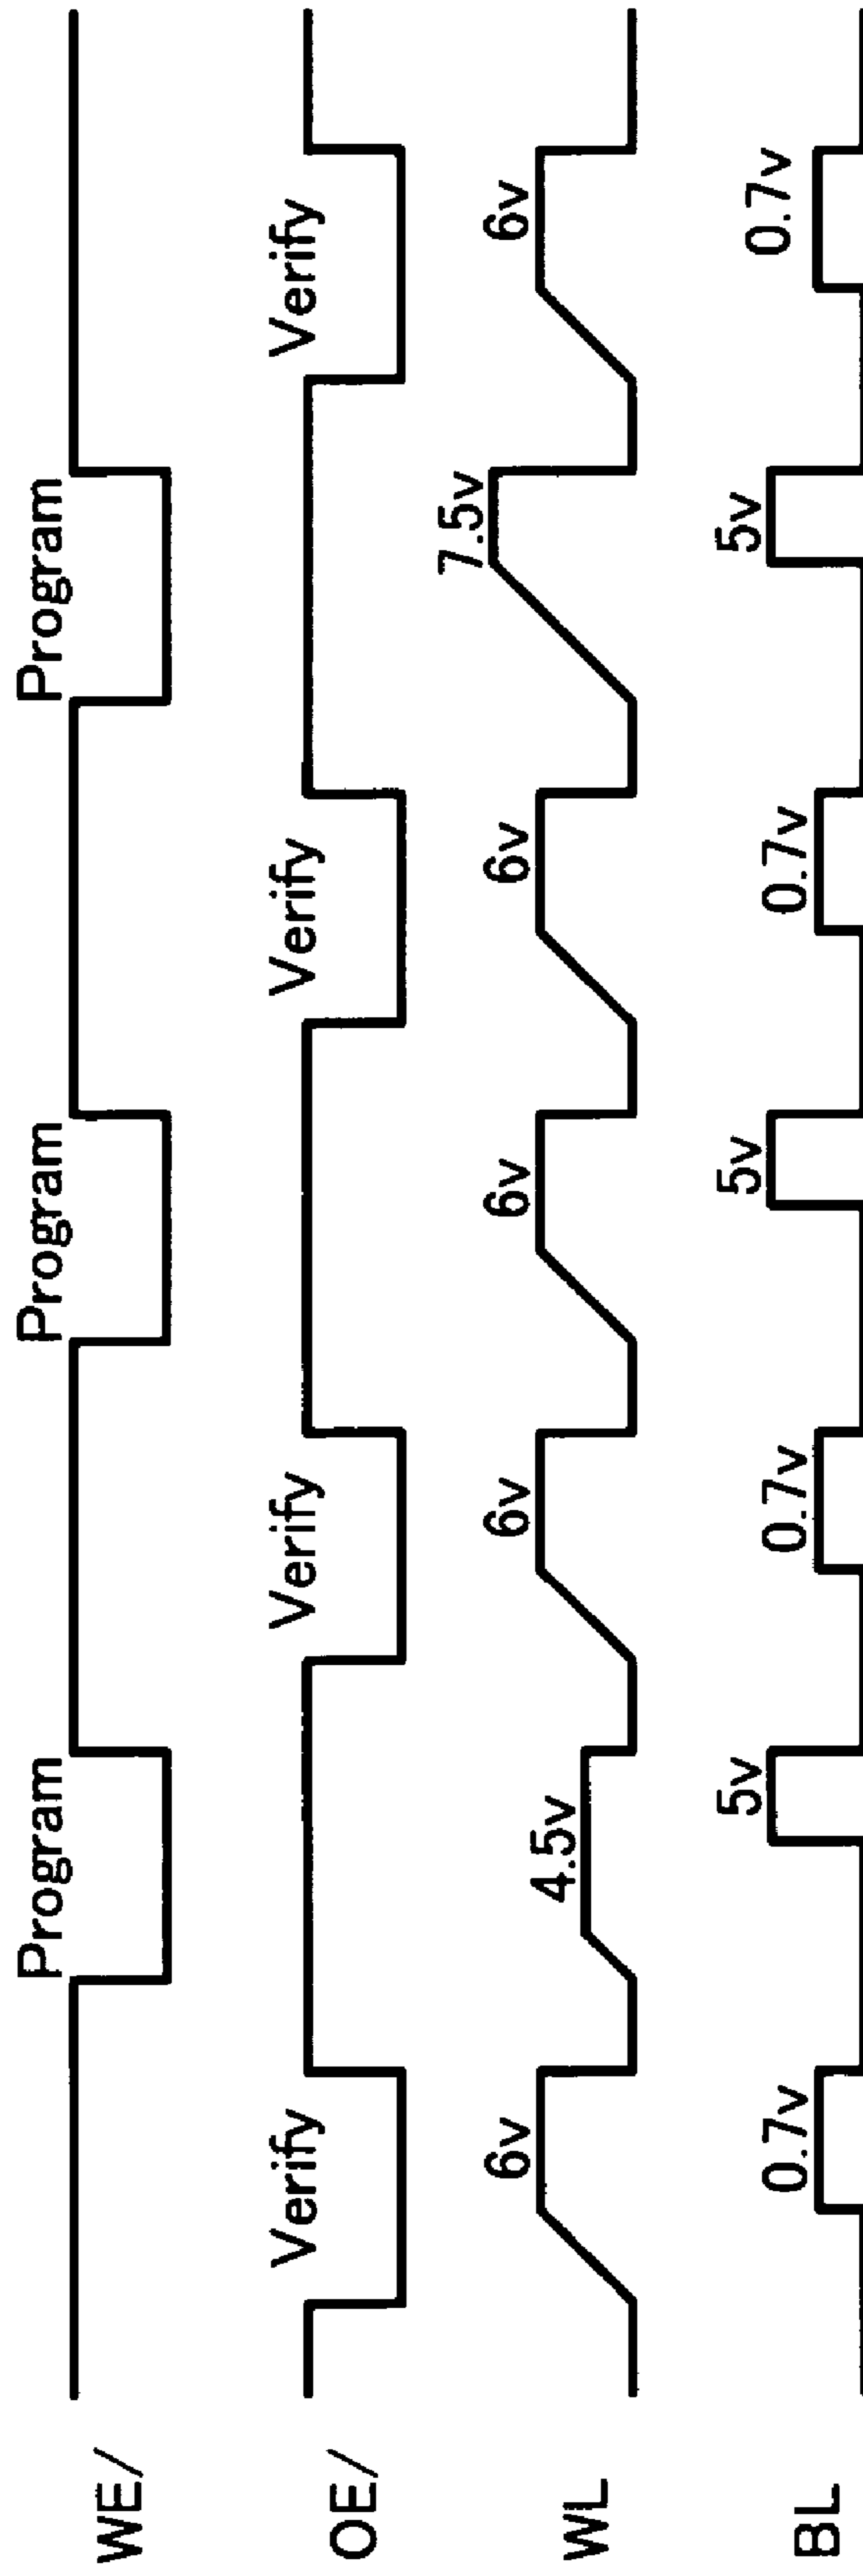 WE/
Program
Program
Program
OE/
Verify
Verify
Verify
Verify
WL
6v
4.5v
6v
6v
6v
7.5v
6v
BL
0.7v
5v
0.7v
5v
0.7v
5v
0.7v